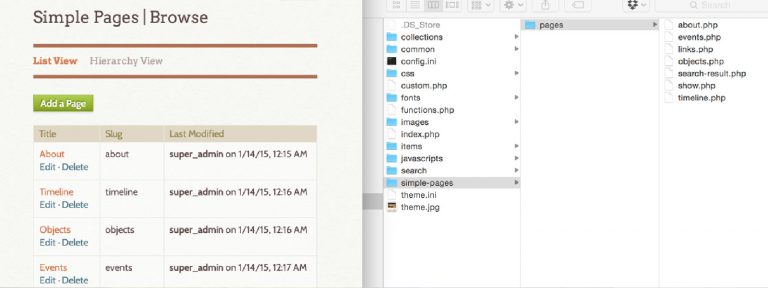 Simple Pages | Browse
List View Hierarchy View
Add a Page
Title Slug Last Modified
About about super_admin on 1/14/15, 12:15 AM
Edit · Delete
Timeline timeline super_admin on 1/14/15, 12:16 AM
Edit · Delete
Objects objects super_admin on 1/14/15, 12:16 AM
Edit · Delete
Events events super_admin on 1/14/15, 12:17 AM
Edit · Delete
Search
.DS_Store
collections
common
config.ini
css
custom.php
fonts
functions.php
images
index.php
items
javascripts
search
simple-pages
theme.ini
theme.jpg
pages
about.php
events.php
links.php
objects.php
search-result.php
show.php
timeline.php